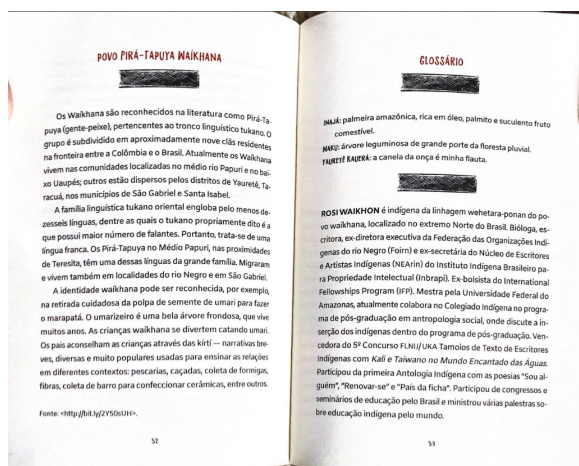 POVO PIRÁ-TAPUYA WAÍKHANA
Os Waíkhana são reconhecidos na literatura como Pirá-Ta-
puya (gente-peixe), pertencentes ao tronco linguístico tukano. O
grupo é subdividido em aproximadamente nove clãs residentes
na fronteira entre a Colômbia e o Brasil. Atualmente os Waíkhana
vivem nas comunidades localizadas no médio rio Papuri e no bai-
xo Uaupés; outros estão dispersos pelos distritos de Yauretê, Ta-
racuá, nos municípios de São Gabriel e Santa Isabel.
A família linguística tukano oriental engloba pelo menos de-
zesseis línguas, dentre as quais o tukano propriamente dito é a
que possui maior número de falantes. Portanto, trata-se de uma
língua franca. Os Pirá-Tapuya no Médio Papuri, nas proximidades
de Teresita, têm uma dessas línguas da grande família. Migraram
e vivem também em localidades do rio Negro e em São Gabriel.
A identidade waíkhana pode ser reconhecida, por exemplo,
na retirada cuidadosa da polpa de semente de umari para fazer
o marapatá. O umarizeiro é uma bela árvore frondosa, que vive
muitos anos. As crianças waíkhana se divertem catando umari.
Os pais aconselham as crianças através das kírtí — narrativas bre-
ves, diversas e muito populares usadas para ensinar as relações
em diferentes contextos: pescarias, caçadas, coleta de formigas,
fibras, coleta de barro para confeccionar cerâmicas, entre outros.
Fonte: <http://bit.ly/2Y50sUH>.
52
GLOSSÁRIO
INAJÁ: palmeira amazônica, rica em óleo, palmito e suculento fruto
comestível.
MAKU: árvore leguminosa de grande porte da floresta pluvial.
YAURETÊ KAUERÁ: a canela da onça é minha flauta.
ROSI WAIKHON é indígena da linhagem wehetara-ponan do po-
vo waíkhana, localizado no extremo Norte do Brasil. Bióloga, es-
critora, ex-diretora executiva da Federação das Organizações Indí-
genas do rio Negro (Foirn) e ex-secretária do Núcleo de Escritores
e Artistas Indígenas (NEArin) do Instituto Indígena Brasileiro pa-
ra Propriedade Intelectual (Inbrapi). Ex-bolsista do International
Fellowships Program (IFP). Mestra pela Universidade Federal do
Amazonas, atualmente colabora no Colegiado Indígena no progra-
ma de pós-graduação em antropologia social, onde discute a in-
serção dos indígenas dentro do programa de pós-graduação. Ven-
cedora do 5º Concurso FLNIJ/UKA Tamoios de Texto de Escritores
Indígenas com Kalí e Taiwano no Mundo Encantado das Águas.
Participou da primeira Antologia Indígena com as poesias "Sou al-
guém", "Renovar-se" e "País da ficha". Participou de congressos e
seminários de educação pelo Brasil e ministrou várias palestras so-
bre educação indígena pelo mundo.
53